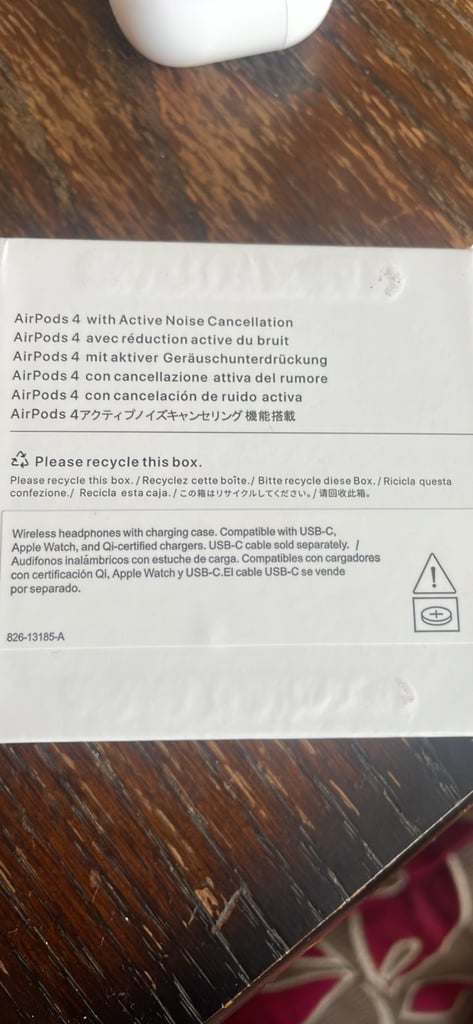 AirPods 4 with Active Noise Cancellation
AirPods 4 avec réduction active du bruit
AirPods 4 mit aktiver Geräuschunterdrückung
AirPods 4 con cancellazione attiva del rumore
AirPods 4 con cancelación de ruido activa
AirPods 4アクティブノイズキャンセリング機能搭載
Please recycle this box.
Please recycle this box. / Recyclez cette boîte. / Bitte recycle diese Box. / Ricicla questa
confezione. / Recicla esta caja. / この箱はリサイクルしてください。/ 请回收此箱。
Wireless headphones with charging case. Compatible with USB-C,
Apple Watch, and Qi-certified chargers. USB-C cable sold separately. /
Audífonos inalámbricos con estuche de carga. Compatibles con cargadores
con certificación Qi, Apple Watch y USB-C.El cable USB-C se vende
por separado.
826-13185-A